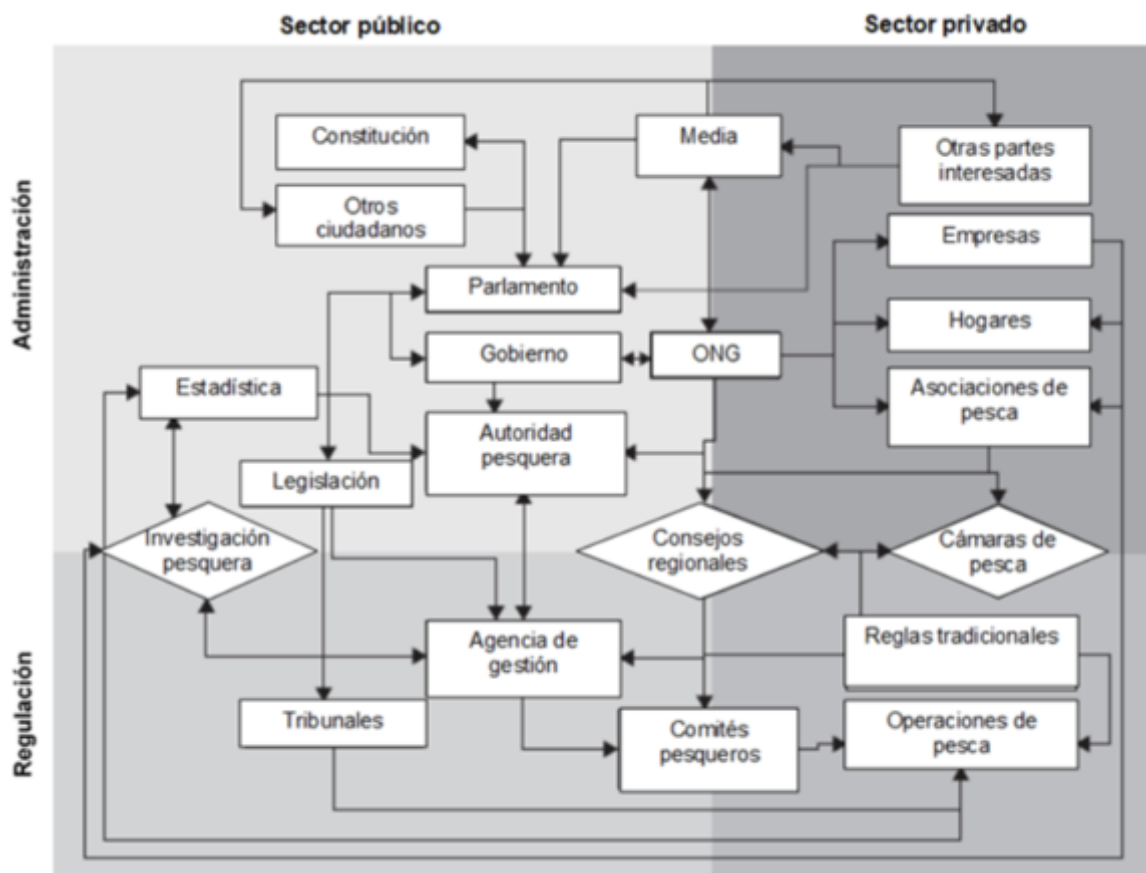 Sector público
Sector privado
Administración
Regulación
Constitución
Media
Otras partes
interesadas
Otros
ciudadanos
Empresas
Parlamento
Hogares
Gobierno
ONG
Estadística
Asociaciones de
pesca
Autoridad
pesquera
Legislación
Investigación
pesquera
Consejos
regionales
Cámaras de
pesca
Agencia de
gestión
Reglas tradicionales
Tribunales
Comités
pesqueros
Operaciones de
pesca